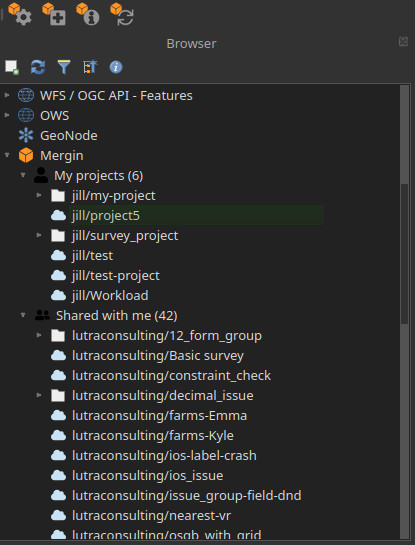 Browser
WFS / OGC API - Features
OWS
GeoNode
Mergin
My projects (6)
jill/my-project
jill/project5
jill/survey_project
jill/test
jill/test-project
jill/Workload
Shared with me (42)
lutraconsulting/12_form_group
lutraconsulting/Basic survey
lutraconsulting/constraint_check
lutraconsulting/decimal_issue
lutraconsulting/farms-Emma
lutraconsulting/farms-Kyle
lutraconsulting/ios-label-crash
lutraconsulting/ios_issue
lutraconsulting/issue_group-field-dnd
lutraconsulting/nearest-vr
lutraconsulting/osgb_with_grid